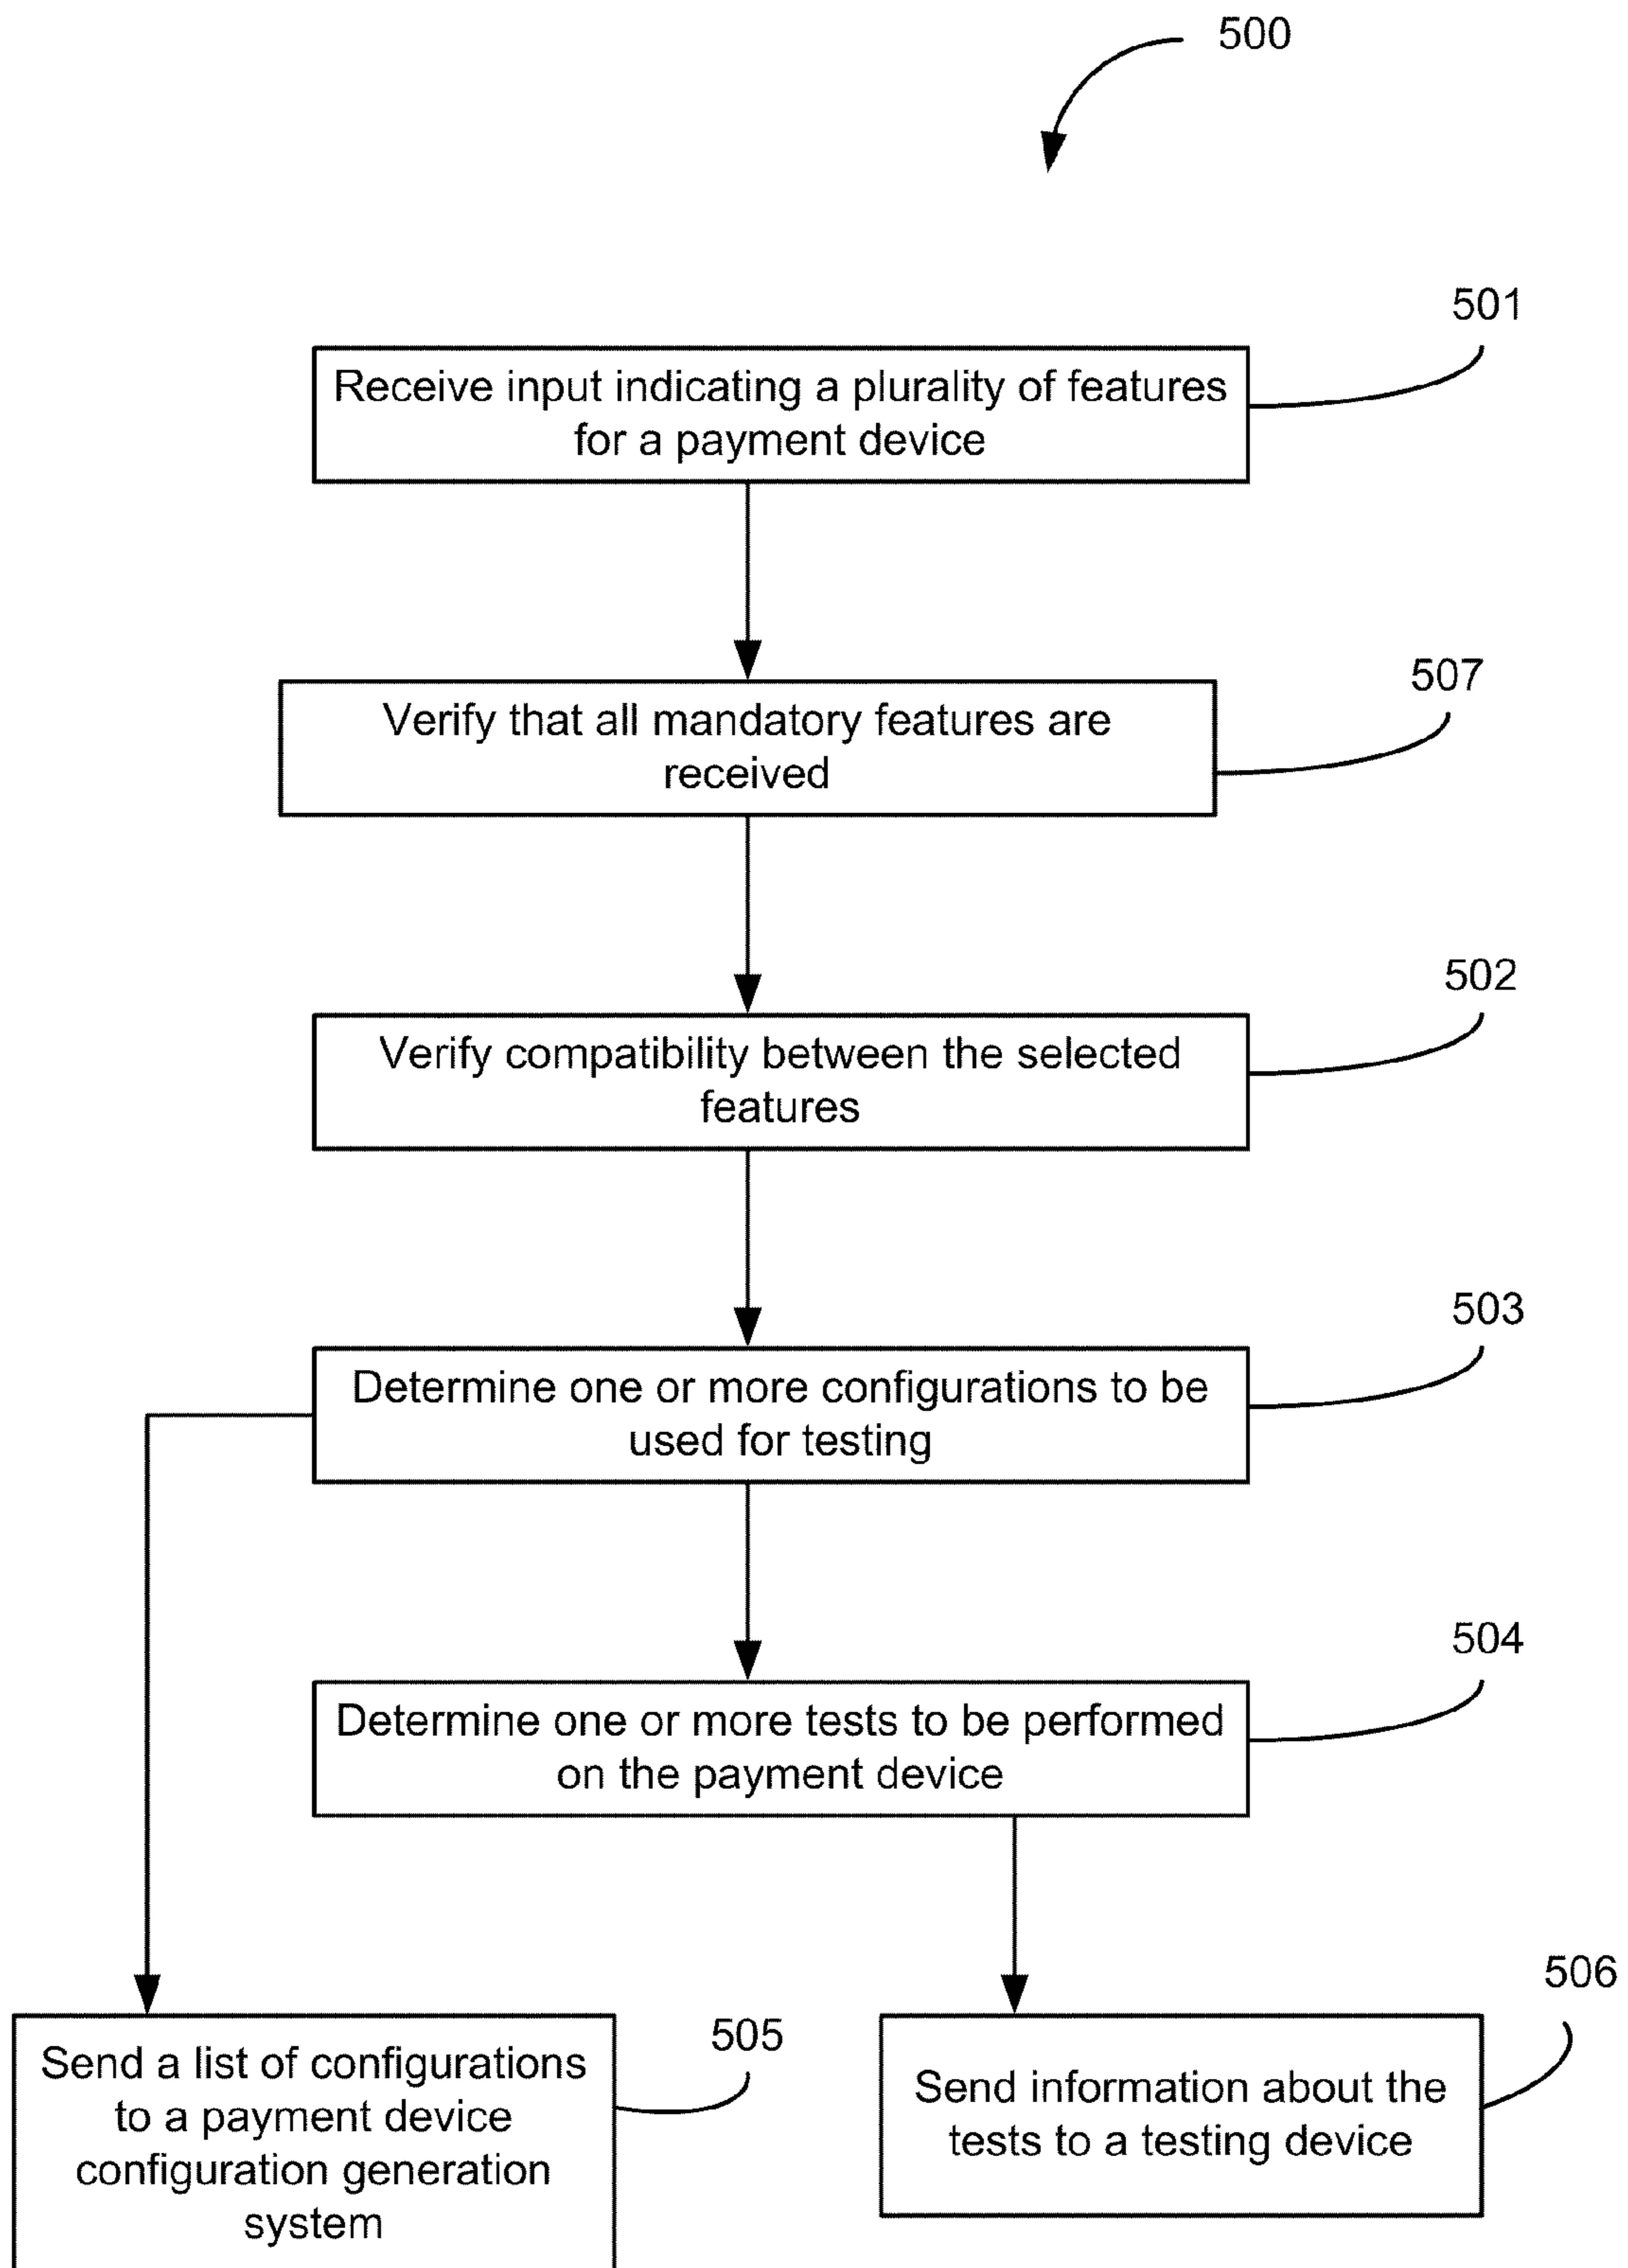 500
501
Receive input indicating a plurality of features
for a payment device
507
Verify that all mandatory features are
received
502
Verify compatibility between the selected
features
503
Determine one or more configurations to be
used for testing
504
Determine one or more tests to be performed
on the payment device
505
Send a list of configurations
to a payment device
configuration generation
system
506
Send information about the
tests to a testing device